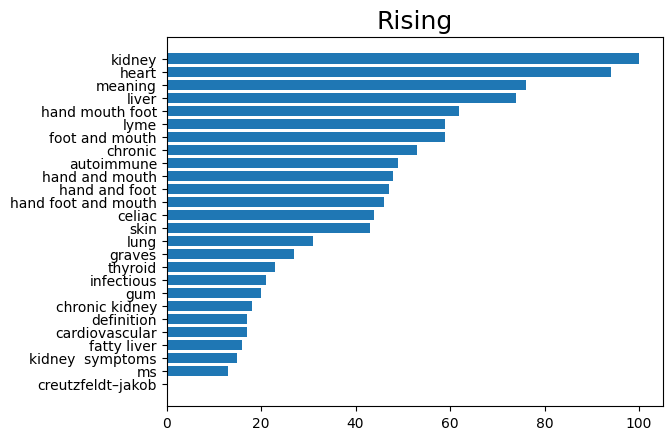 Rising
kidney
heart
meaning
liver
hand mouth foot
lyme
foot and mouth
chronic
autoimmune
hand and mouth
hand and foot
hand foot and mouth
celiac
skin
lung
graves
thyroid
infectious
gum
chronic kidney
definition
cardiovascular
fatty liver
kidney  symptoms
ms
creutzfeldt–jakob
0 20 40 60 80 100